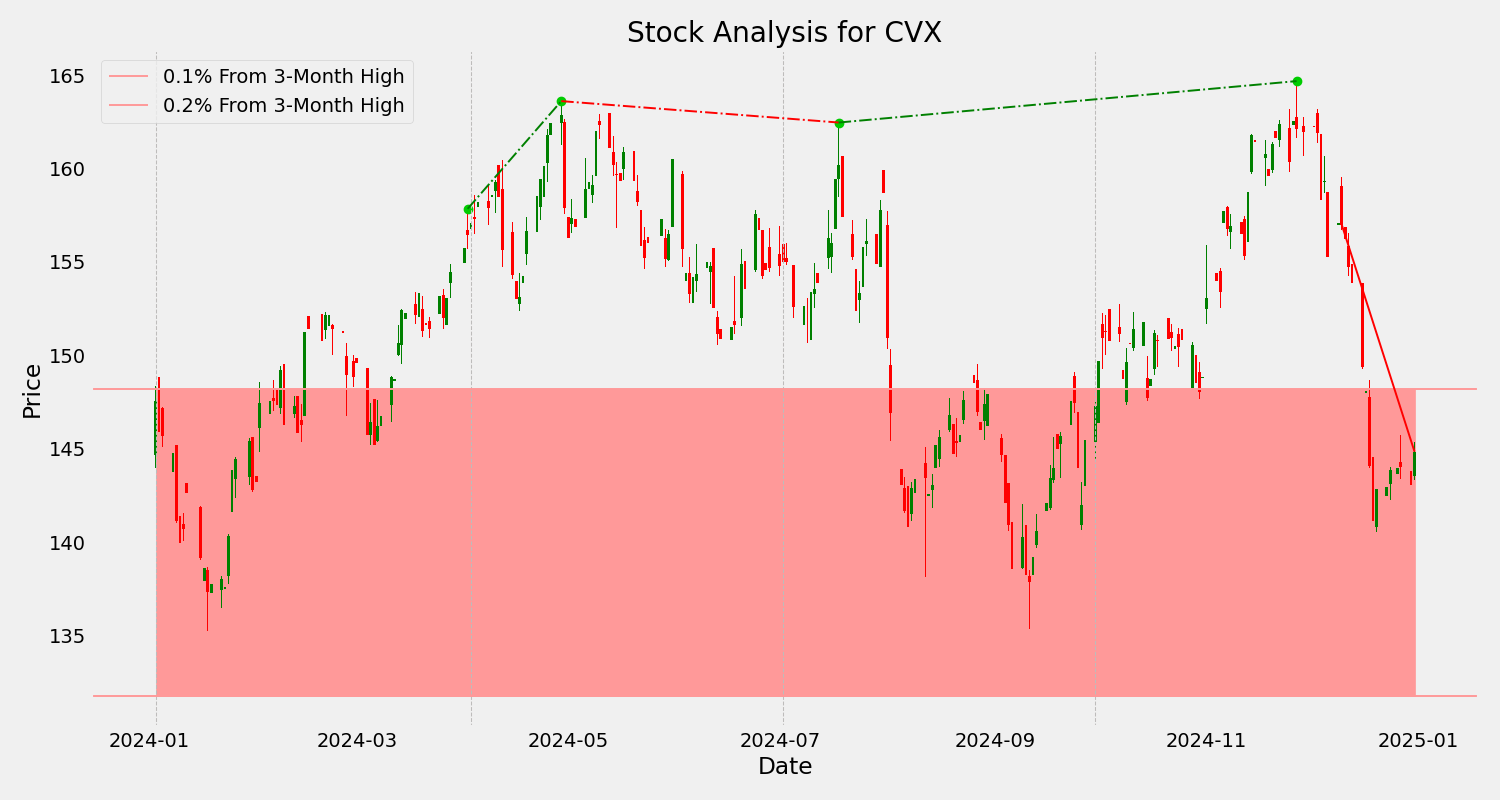 Stock Analysis for CVX
0.1% From 3-Month High
0.2% From 3-Month High
165
160
155
150
145
140
135
Price
2024-01
2024-03
2024-05
2024-07
2024-09
2024-11
2025-01
Date